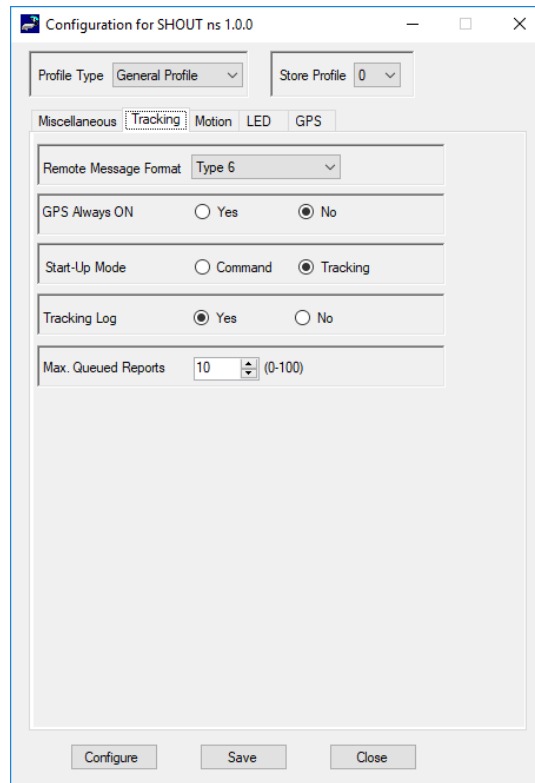 Configuration for SHOUT ns 1.0.0
Profile Type General Profile Store Profile 0
Miscellaneous Tracking Motion LED GPS
Remote Message Format Type 6
GPS Always ON Yes No
Start-Up Mode Command Tracking
Tracking Log Yes No
Max. Queued Reports 10 (0-100)
Configure Save Close